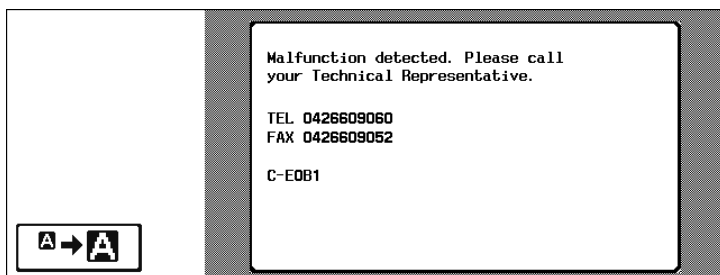 Malfunction detected. Please call
your Technical Representative.
TEL 0426609060
FAX 0426609052
C-E0B1
A→A